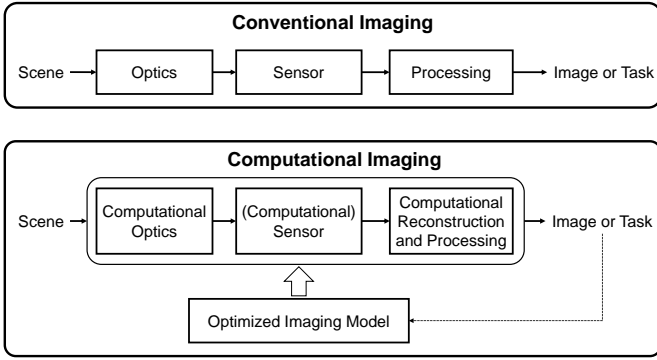 Conventional Imaging
Scene
Optics
Sensor
Processing
Image or Task
Computational Imaging
Scene
Computational
Optics
(Computational)
Sensor
Computational
Reconstruction
and Processing
Image or Task
Optimized Imaging Model